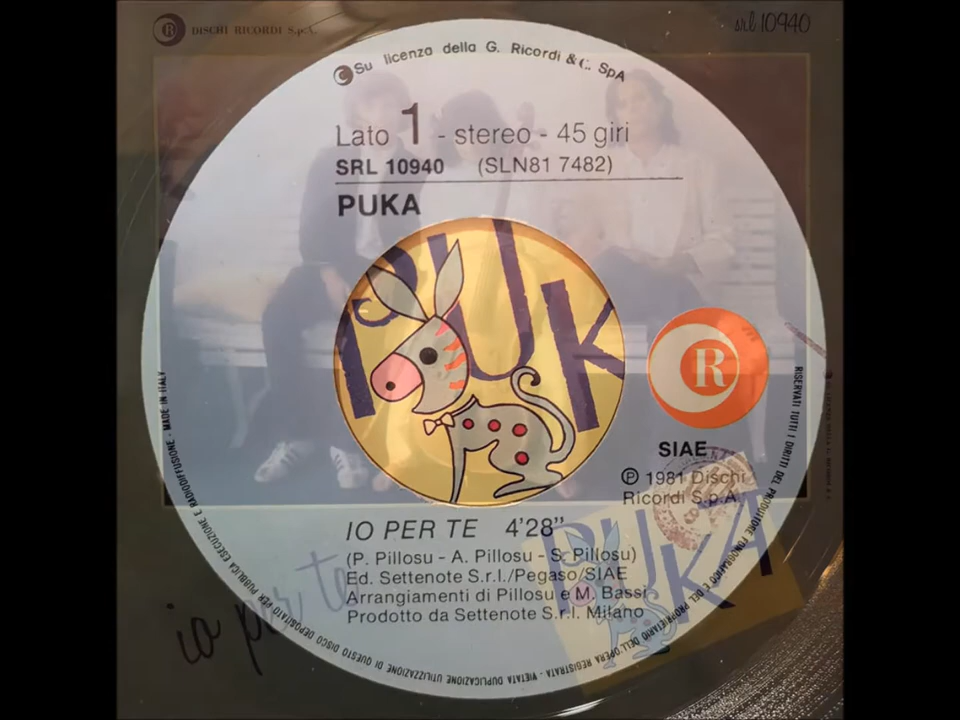 DISCHI RICORDI S.p.A.
srl 10940
Su licenza della G. Ricordi & C. SpA
Lato 1 - stereo - 45 giri
SRL 10940 (SLN81 7482)
PUKA
PUK
R
SIAE
Ⓟ 1981 Dischi
Ricordi S.p.A.
IO PER TE 4'28"
(P. Pillosu - A. Pillosu - S. Pillosu)
Ed. Settenote S.r.l./Pegaso/SIAE
Arrangiamenti di Pillosu e M. Bassi
Prodotto da Settenote S.r.l. Milano
io per te
PUKA
RISERVATI TUTTI I DIRITTI DEL PRODUTTORE FONOGRAFICO E DEL PROPRIETARIO DELL'OPERA REGISTRATA - VIETATA DUPLICAZIONE UTILIZZAZIONE DI QUESTO DISCO DEPOSITATO PER PUBBLICA ESECUZIONE E RADIODIFFUSIONE - MADE IN ITALY